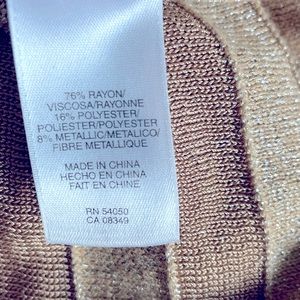 76% RAYON/
VISCOSA/RAYONNE
16% POLYESTER/
POLIESTER/POLYESTER
8% METALLIC/METALICO/
FIBRE METALLIQUE
MADE IN CHINA
HECHO EN CHINA
FAIT EN CHINE
RN 54050
CA 08349